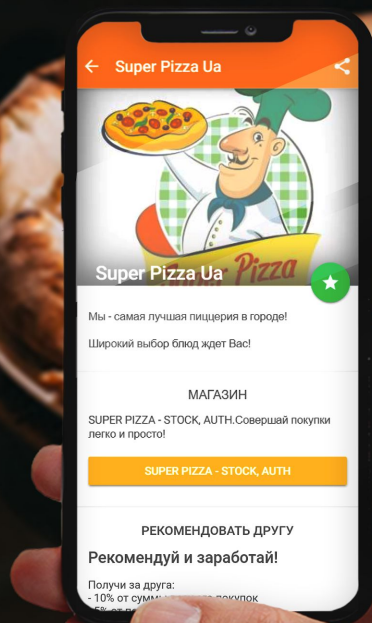 Super Pizza Ua
Super Pizza
Super Pizza Ua
Мы - самая лучшая пиццерия в городе!
Широкий выбор блюд ждет Вас!
МАГАЗИН
SUPER PIZZA - STOCK, AUTH.Совершай покупки
легко и просто!
SUPER PIZZA - STOCK, AUTH
РЕКОМЕНДОВАТЬ ДРУГУ
Рекомендуй и заработай!
Получи за друга:
- 10% от суммы покупок